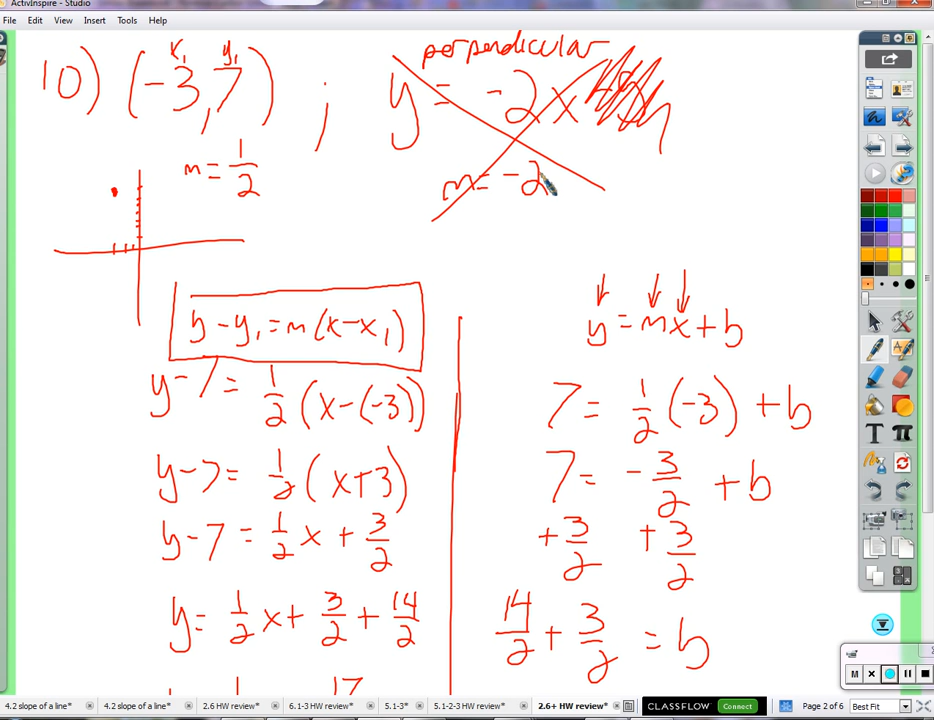 ActivInspire - Studio
File Edit View Insert Tools Help
perpendicular
x₁ y₁
10) (-3, 7) ; y = -2x
m = 1/2
m = -2
y - y₁ = m(x - x₁)
y - 7 = 1/2 (x - (-3))
y - 7 = 1/2 (x + 3)
y - 7 = 1/2 x + 3/2
y = 1/2 x + 3/2 + 14/2
1 17
y = mx + b
7 = 1/2 (-3) + b
7 = -3/2 + b
+ 3/2 + 3/2
14/2 + 3/2 = b
T π
M
4.2 slope of a line* 4.2 slope of a line* 2.6 HW review* 6.1-3 HW review* 5.1-3* 5.1-2-3 HW review* 2.6+ HW review* CLASSFLOW Connect Page 2 of 6 Best Fit